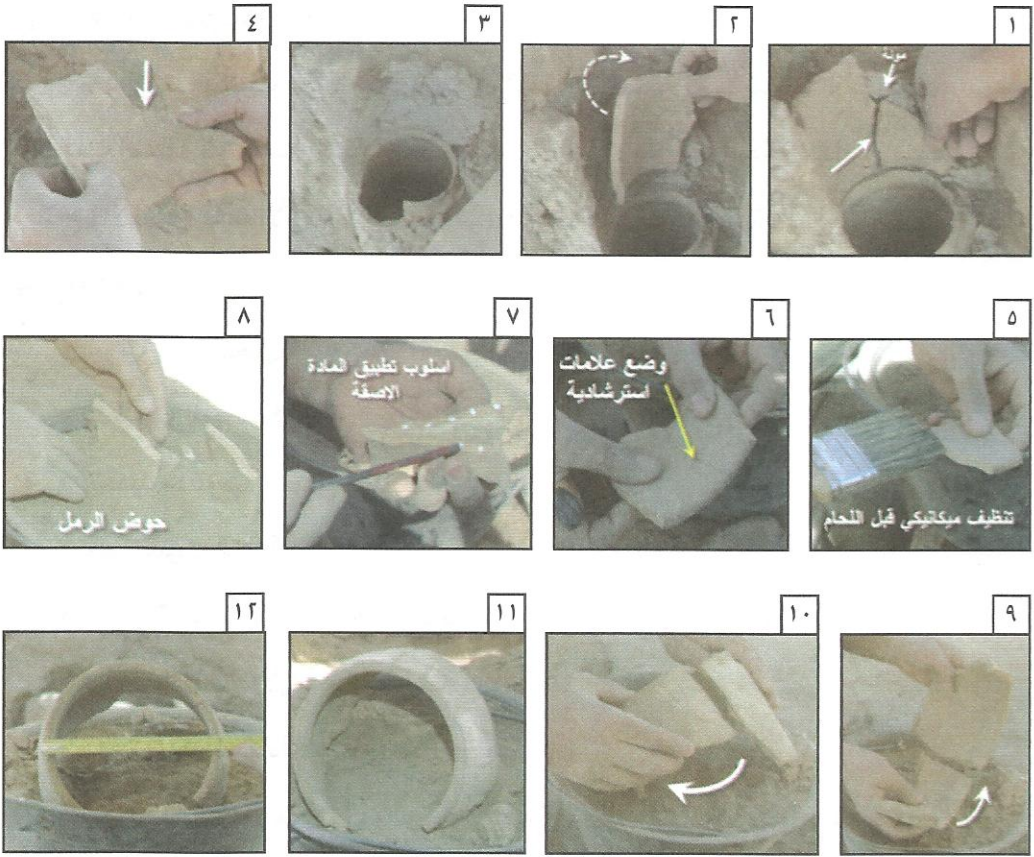 ١
مونة
٢
٣
٤
٥
تنظيف ميكانيكي قبل اللحام
٦
وضع علامات
استرشادية
٧
اسلوب تطبيق المادة
الاصقة
٨
حوض الرمل
٩
١٠
١١
١٢